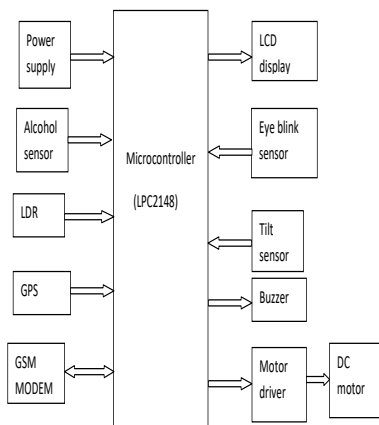 Power
supply
Alcohol
sensor
LDR
GPS
GSM
MODEM
Microcontroller
(LPC2148)
LCD
display
Eye blink
sensor
Tilt
sensor
Buzzer
Motor
driver
DC
motor